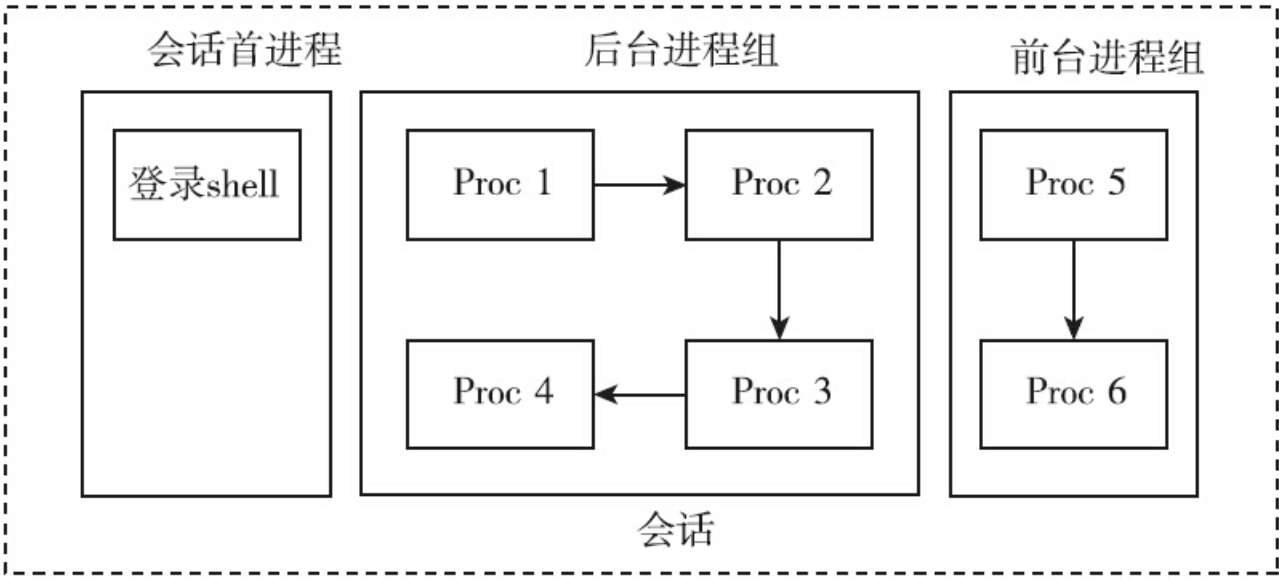 会话首进程
后台进程组
前台进程组
登录shell
Proc 1
Proc 2
Proc 5
Proc 4
Proc 3
Proc 6
会话